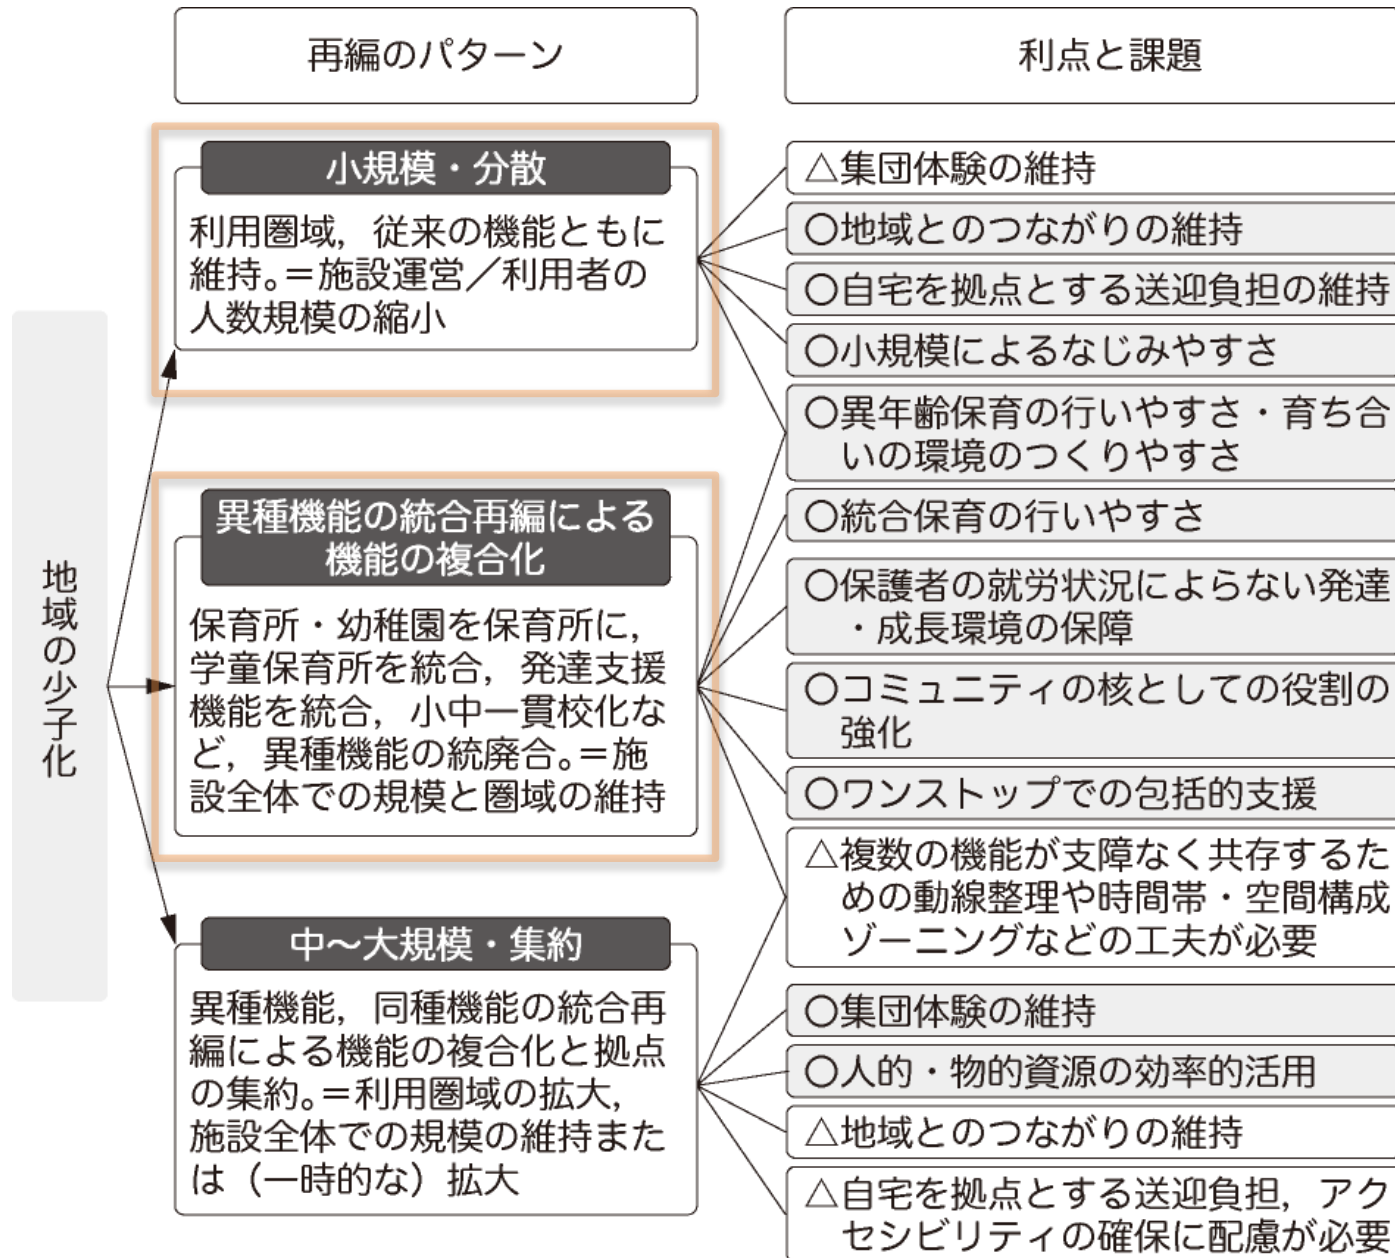 再編のパターン
利点と課題
地域の少子化
小規模・分散
利用圏域，従来の機能ともに
維持。＝施設運営／利用者の
人数規模の縮小
異種機能の統合再編による
機能の複合化
保育所・幼稚園を保育所に，
学童保育所を統合，発達支援
機能を統合，小中一貫校化な
ど，異種機能の統廃合。＝施
設全体での規模と圏域の維持
中～大規模・集約
異種機能，同種機能の統合再
編による機能の複合化と拠点
の集約。＝利用圏域の拡大，
施設全体での規模の維持また
は（一時的な）拡大
△集団体験の維持
○地域とのつながりの維持
○自宅を拠点とする送迎負担の維持
○小規模によるなじみやすさ
○異年齢保育の行いやすさ・育ち合
いの環境のつくりやすさ
○統合保育の行いやすさ
○保護者の就労状況によらない発達
・成長環境の保障
○コミュニティの核としての役割の
強化
○ワンストップでの包括的支援
△複数の機能が支障なく共存するた
めの動線整理や時間帯・空間構成
ゾーニングなどの工夫が必要
○集団体験の維持
○人的・物的資源の効率的活用
△地域とのつながりの維持
△自宅を拠点とする送迎負担，アク
セシビリティの確保に配慮が必要